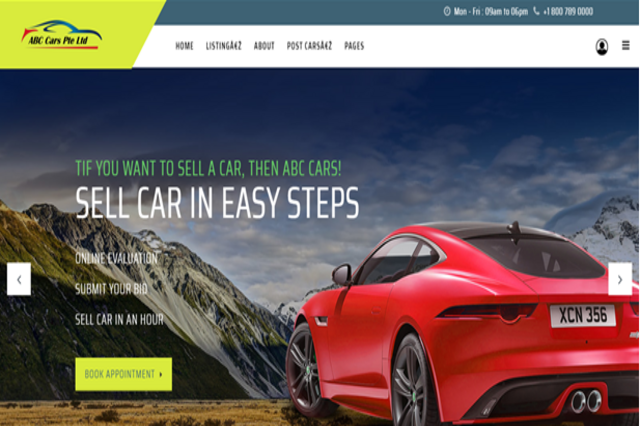 Mon - Fri : 09am to 06pm +1 800 789 0000
ABC Cars Pte Ltd
HOME LISTINGÂ€Ž ABOUT POST CARSÂ€Ž PAGES
TIF YOU WANT TO SELL A CAR, THEN ABC CARS!
SELL CAR IN EASY STEPS
ONLINE EVALUATION
SUBMIT YOUR BID
SELL CAR IN AN HOUR
XCN 356
BOOK APPOINTMENT